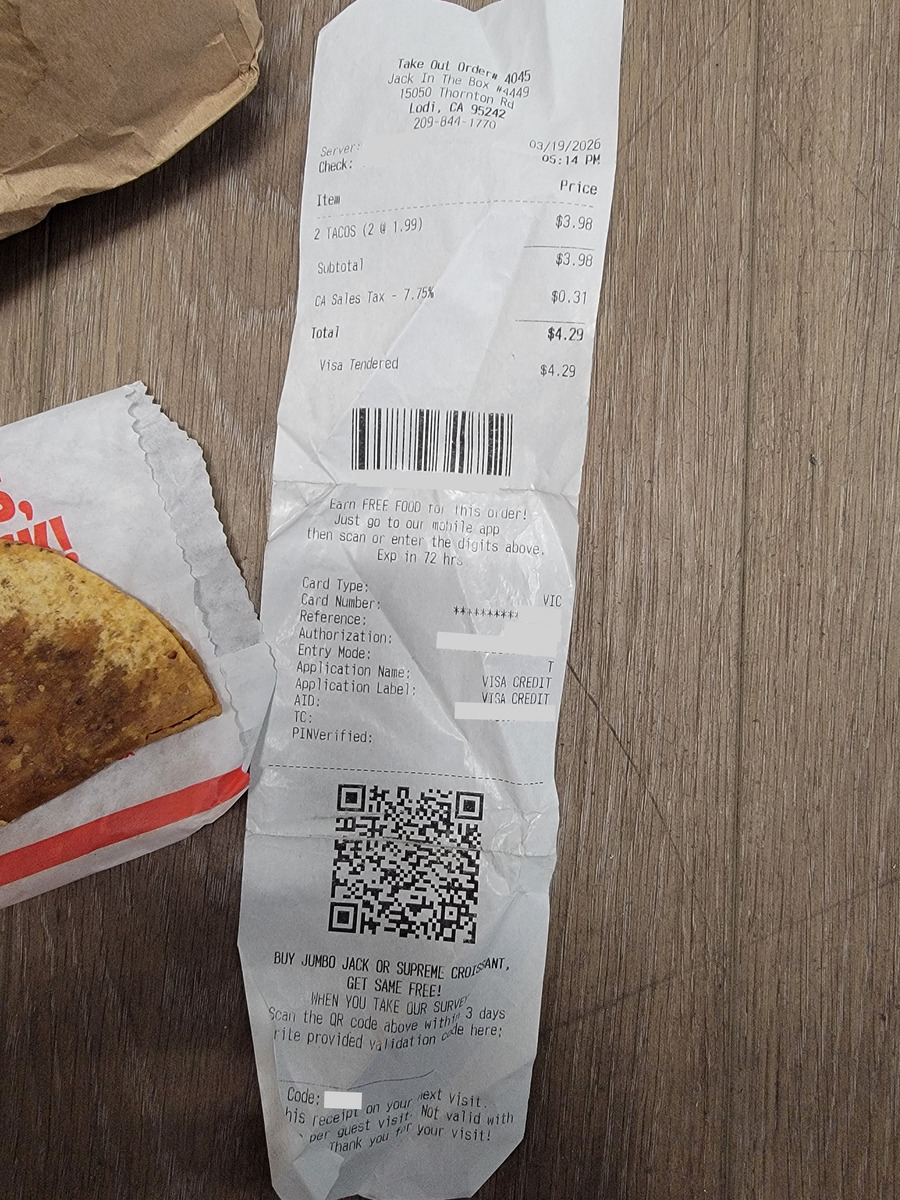 Take Out Order# 4045
Jack In The Box #4449
15050 Thornton Rd
Lodi, CA 95242
209-844-1770
Server: 03/19/2026
Check: 05:14 PM
Item Price
2 TACOS (2 @ 1.99) $3.98
Subtotal $3.98
CA Sales Tax - 7.75% $0.31
Total $4.29
Visa Tendered $4.29
Earn FREE FOOD for this order!
Just go to our mobile app
then scan or enter the digits above.
Exp in 72 hrs
Card Type: VIC
Card Number: *********
Reference:
Authorization:
Entry Mode: T
Application Name: VISA CREDIT
Application Label: VISA CREDIT
AID:
TC:
PINVerified:
BUY JUMBO JACK OR SUPREME CROISSANT,
GET SAME FREE!
WHEN YOU TAKE OUR SURVEY
Scan the QR code above within 3 days
rite provided validation code here:
Code:
next visit.
his receipt on your
per guest visit. Not valid with
Thank you for your visit!